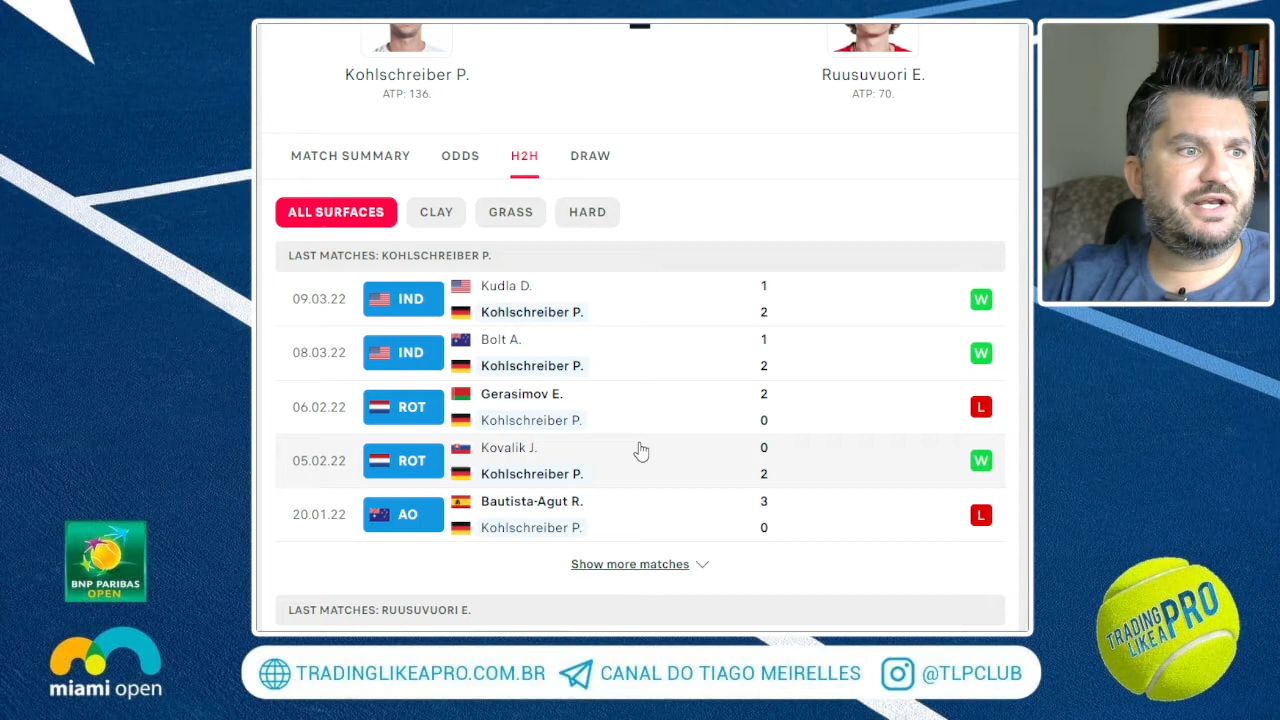 Kohlschreiber P.
ATP: 136.
Ruusuvuori E.
ATP: 70.
MATCH SUMMARY ODDS H2H DRAW
ALL SURFACES CLAY GRASS HARD
LAST MATCHES: KOHLSCHREIBER P.
09.03.22 IND Kudla D. 1 W
Kohlschreiber P. 2
08.03.22 IND Bolt A. 1 W
Kohlschreiber P. 2
06.02.22 ROT Gerasimov E. 2 L
Kohlschreiber P. 0
05.02.22 ROT Kovalik J. 0 W
Kohlschreiber P. 2
20.01.22 AO Bautista-Agut R. 3 L
Kohlschreiber P. 0
Show more matches
LAST MATCHES: RUUSUVUORI E.
BNP PARIBAS
OPEN
miami open
TRADINGLIKEAPRO.COM.BR CANAL DO TIAGO MEIRELLES @TLPCLUB
TRADING
LIKE A
PRO